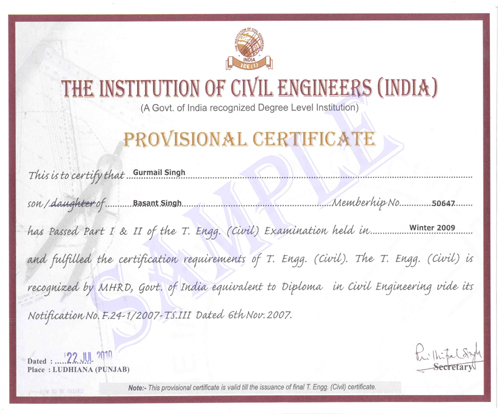 INDIA
ICE(I)
THE INSTITUTION OF CIVIL ENGINEERS (INDIA)
(A Govt. of India recognized Degree Level Institution)
PROVISIONAL CERTIFICATE
This is to certify that Gurmail Singh
son / daughter of Basant Singh Memberhip No. 50647
has Passed Part I & II of the T. Engg. (Civil) Examination held in Winter 2009
and fulfilled the certification requirements of T. Engg. (Civil). The T. Engg. (Civil) is
recognized by MHRD, Govt. of India equivalent to Diploma in Civil Engineering vide its
Notification No. F.24-1/2007-TS.III Dated 6th Nov. 2007.
SAMPLE
Dated : 22 JUL 2010
Place : LUDHIANA (PUNJAB)
Secretary
Note:- This provisional certificate is valid till the issuance of final T. Engg. (Civil) certificate.